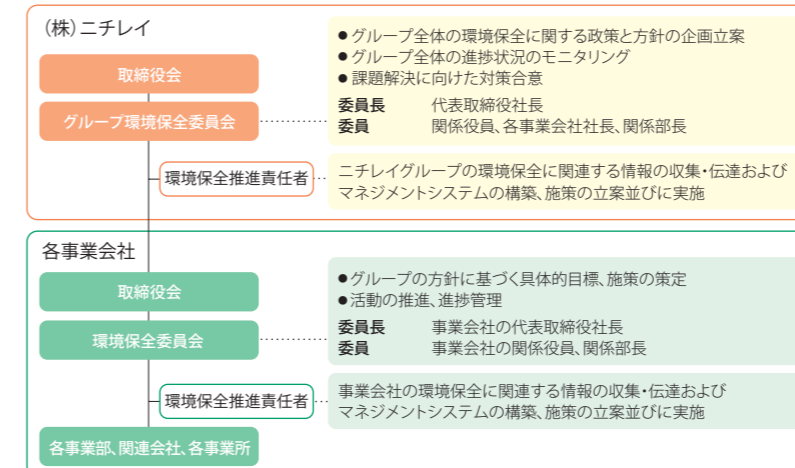 (株)ニチレイ
取締役会
グループ環境保全委員会
●グループ全体の環境保全に関する政策と方針の企画立案
●グループ全体の進捗状況のモニタリング
●課題解決に向けた対策合意
委員長 代表取締役社長
委員 関係役員、各事業会社社長、関係部長
環境保全推進責任者
ニチレイグループの環境保全に関連する情報の収集・伝達および
マネジメントシステムの構築、施策の立案並びに実施
各事業会社
取締役会
環境保全委員会
●グループの方針に基づく具体的目標、施策の策定
●活動の推進、進捗管理
委員長 事業会社の代表取締役社長
委員 事業会社の関係役員、関係部長
環境保全推進責任者
事業会社の環境保全に関連する情報の収集・伝達および
マネジメントシステムの構築、施策の立案並びに実施
各事業部、関連会社、各事業所